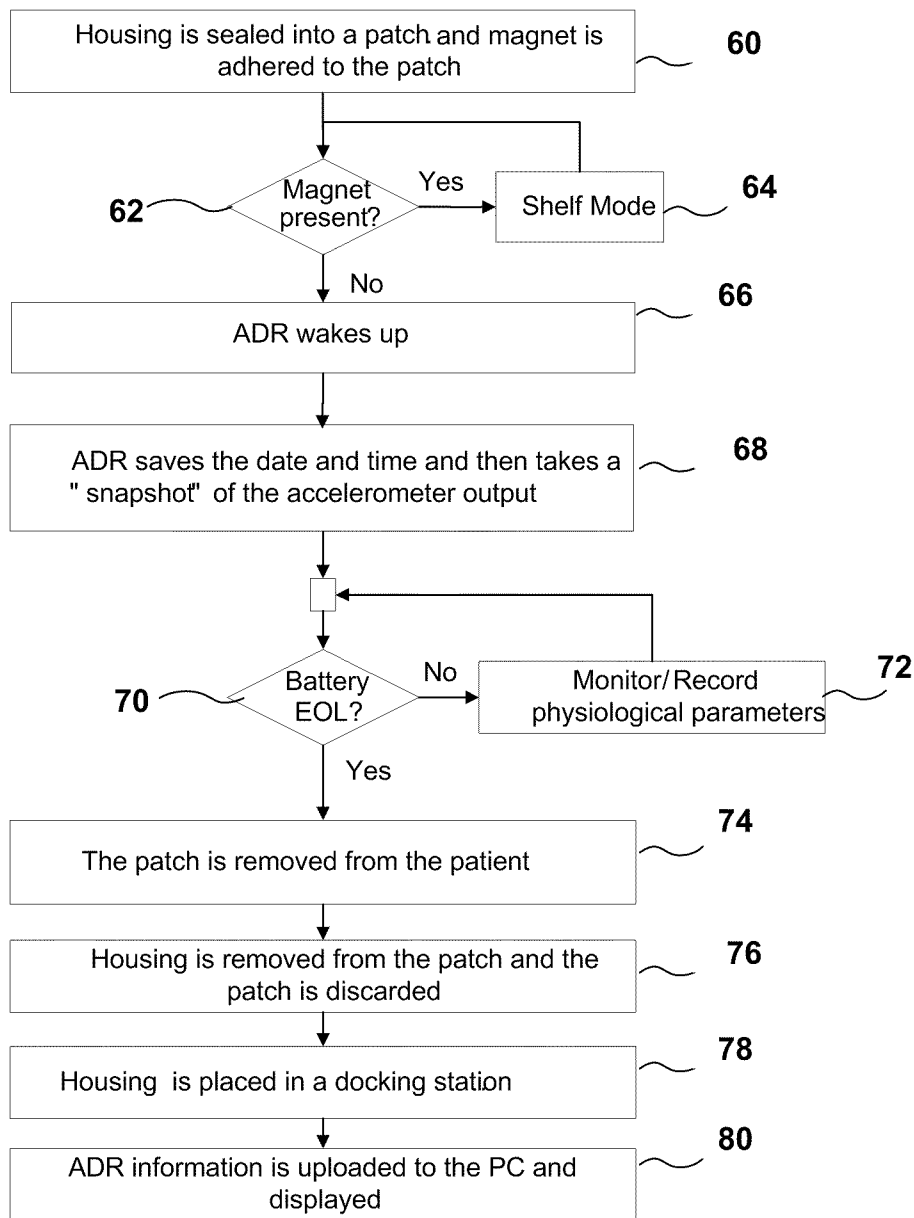 Housing is sealed into a patch and magnet is
adhered to the patch
60
Magnet
present?
62
Yes
Shelf Mode
64
No
66
ADR wakes up
ADR saves the date and time and then takes a
" snapshot" of the accelerometer output
68
Battery
EOL?
70
No
Monitor/Record
physiological parameters
72
Yes
74
The patch is removed from the patient
Housing is removed from the patch and the
patch is discarded
76
78
Housing is placed in a docking station
80
ADR information is uploaded to the PC and
displayed